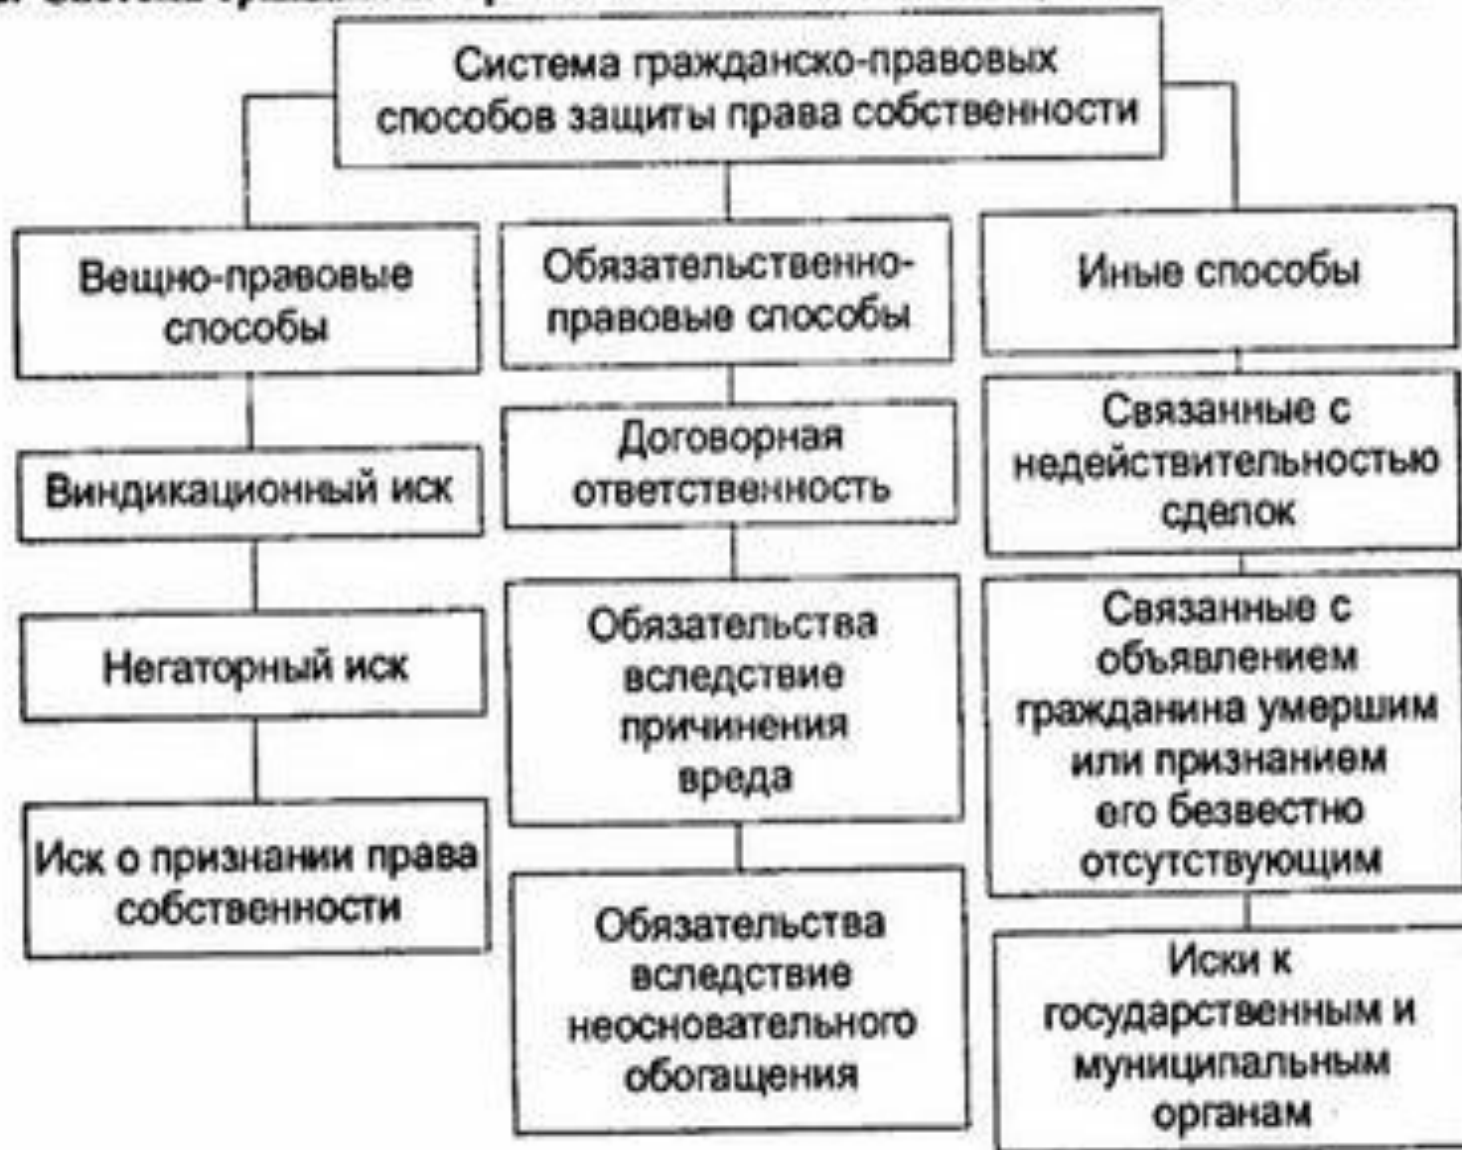 Система гражданско-правовых
способов защиты права собственности
Вещно-правовые
способы
Виндикационный иск
Негаторный иск
Иск о признании права
собственности
Обязательственно-
правовые способы
Договорная
ответственность
Обязательства
вследствие
причинения
вреда
Обязательства
вследствие
неосновательного
обогащения
Иные способы
Связанные с
недействительностью
сделок
Связанные с
объявлением
гражданина умершим
или признанием
его безвестно
отсутствующим
Иски к
государственным и
муниципальным
органам